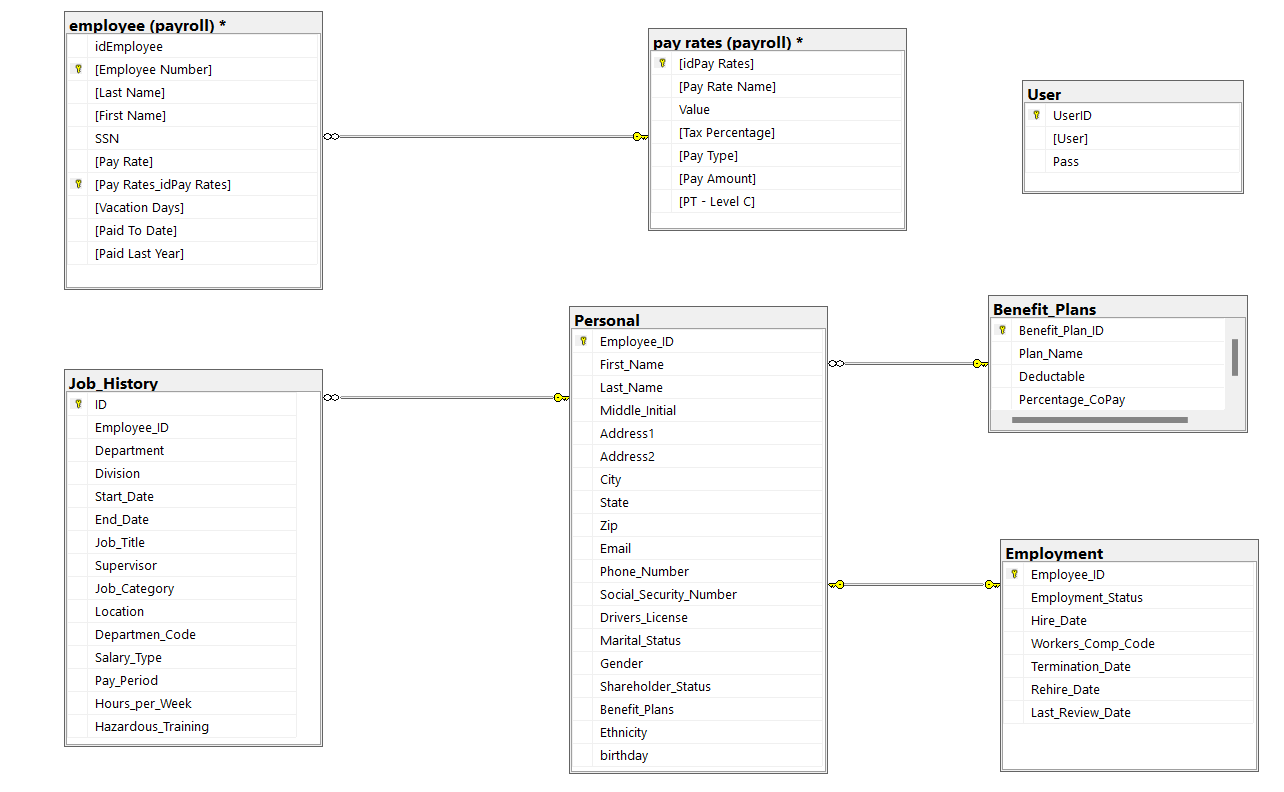 employee (payroll) *
idEmployee
[Employee Number]
[Last Name]
[First Name]
SSN
[Pay Rate]
[Pay Rates_idPay Rates]
[Vacation Days]
[Paid To Date]
[Paid Last Year]
pay rates (payroll) *
[idPay Rates]
[Pay Rate Name]
Value
[Tax Percentage]
[Pay Type]
[Pay Amount]
[PT - Level C]
User
UserID
[User]
Pass
Job_History
ID
Employee_ID
Department
Division
Start_Date
End_Date
Job_Title
Supervisor
Job_Category
Location
Departmen_Code
Salary_Type
Pay_Period
Hours_per_Week
Hazardous_Training
Personal
Employee_ID
First_Name
Last_Name
Middle_Initial
Address1
Address2
City
State
Zip
Email
Phone_Number
Social_Security_Number
Drivers_License
Marital_Status
Gender
Shareholder_Status
Benefit_Plans
Ethnicity
birthday
Benefit_Plans
Benefit_Plan_ID
Plan_Name
Deductable
Percentage_CoPay
Employment
Employee_ID
Employment_Status
Hire_Date
Workers_Comp_Code
Termination_Date
Rehire_Date
Last_Review_Date